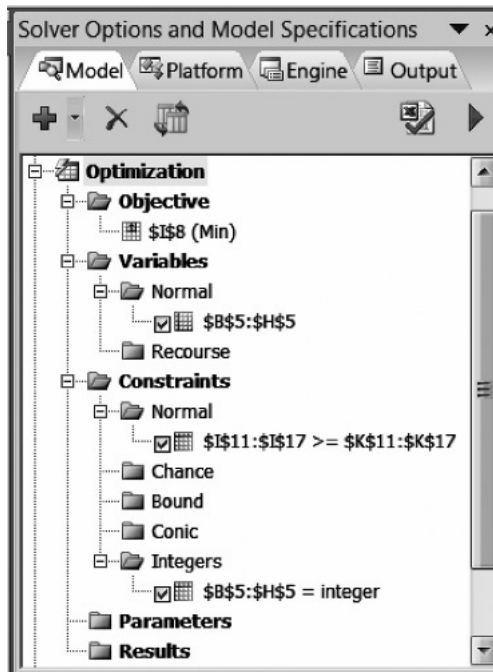 Solver Options and Model Specifications
Model Platform Engine Output
Optimization
Objective
$I$8 (Min)
Variables
Normal
$B$5:$H$5
Recourse
Constraints
Normal
$I$11:$I$17 >= $K$11:$K$17
Chance
Bound
Conic
Integers
$B$5:$H$5 = integer
Parameters
Results